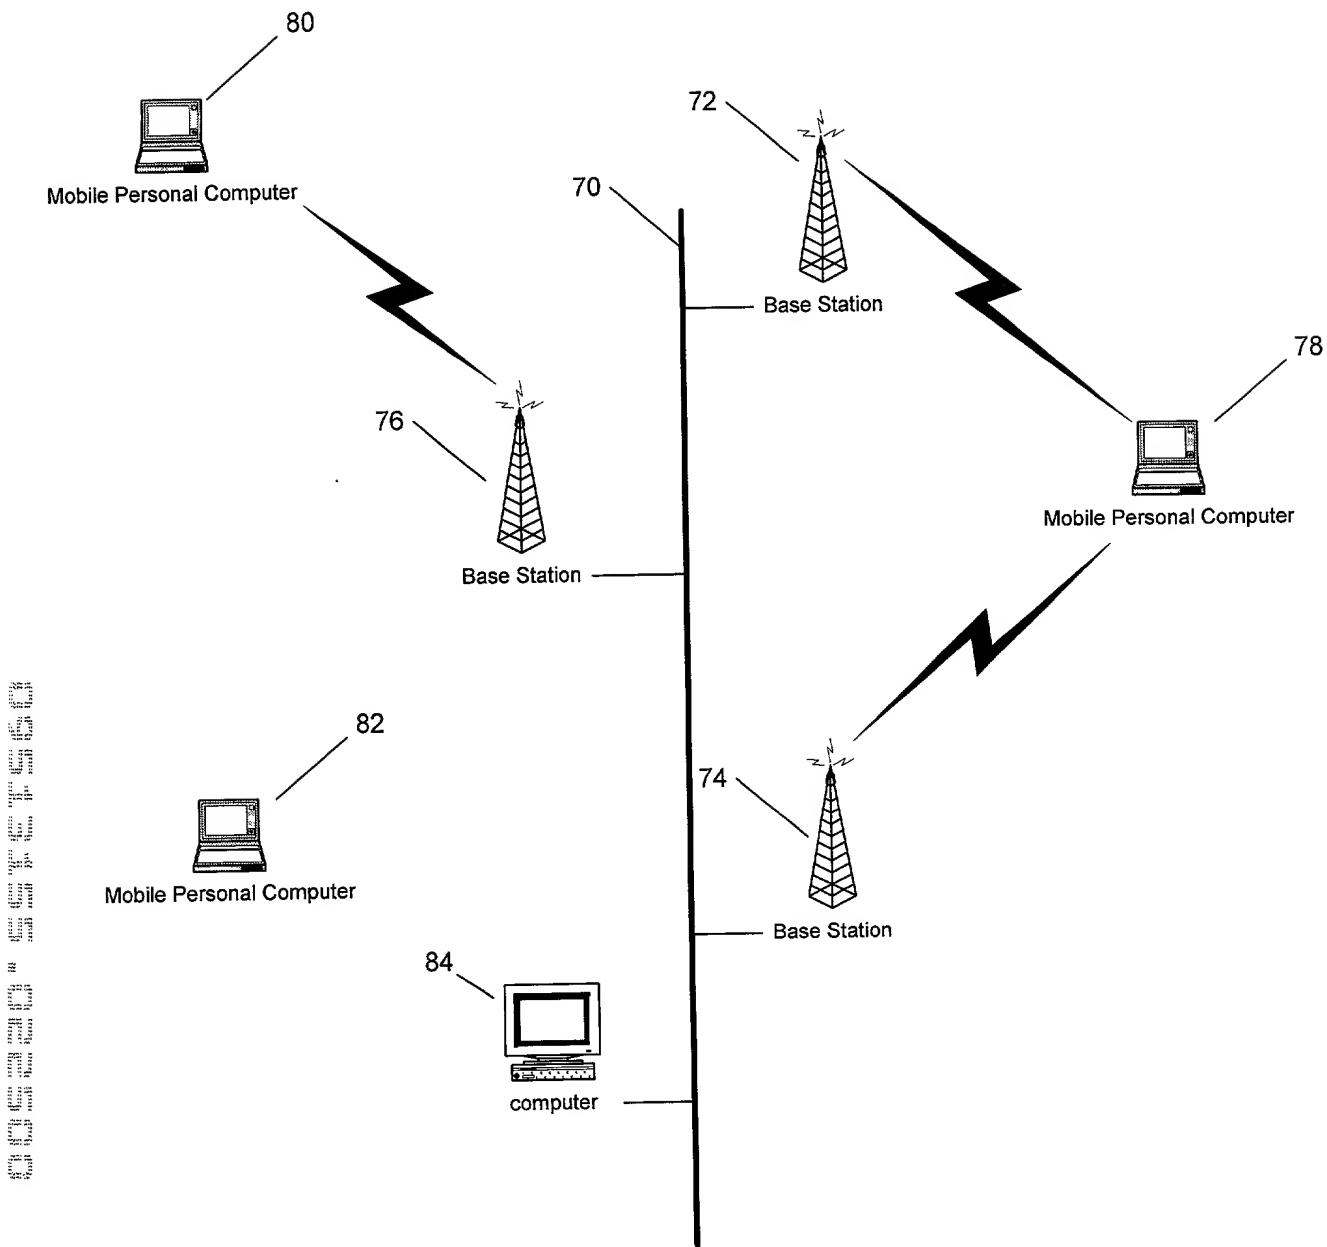 80
72
Mobile Personal Computer
70
Base Station
78
76
Mobile Personal Computer
Base Station
82
74
Mobile Personal Computer
Base Station
84
computer